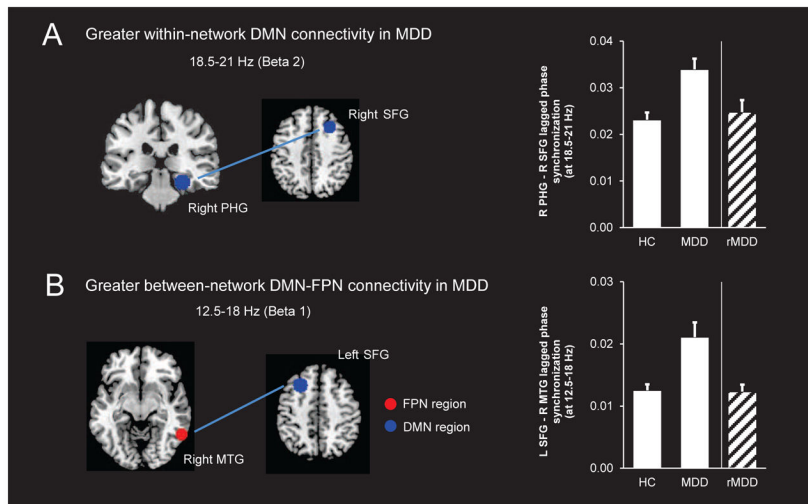 A
Greater within-network DMN connectivity in MDD
18.5-21 Hz (Beta 2)
Right SFG
Right PHG
R PHG - R SFG lagged phase
synchronization
(at 18.5-21 Hz)
0.04
0.03
0.02
0.01
0.00
HC MDD rMDD
B
Greater between-network DMN-FPN connectivity in MDD
12.5-18 Hz (Beta 1)
Left SFG
Right MTG
FPN region
DMN region
L SFG - R MTG lagged phase
synchronization
(at 12.5-18 Hz)
0.03
0.02
0.01
0.00
HC MDD rMDD